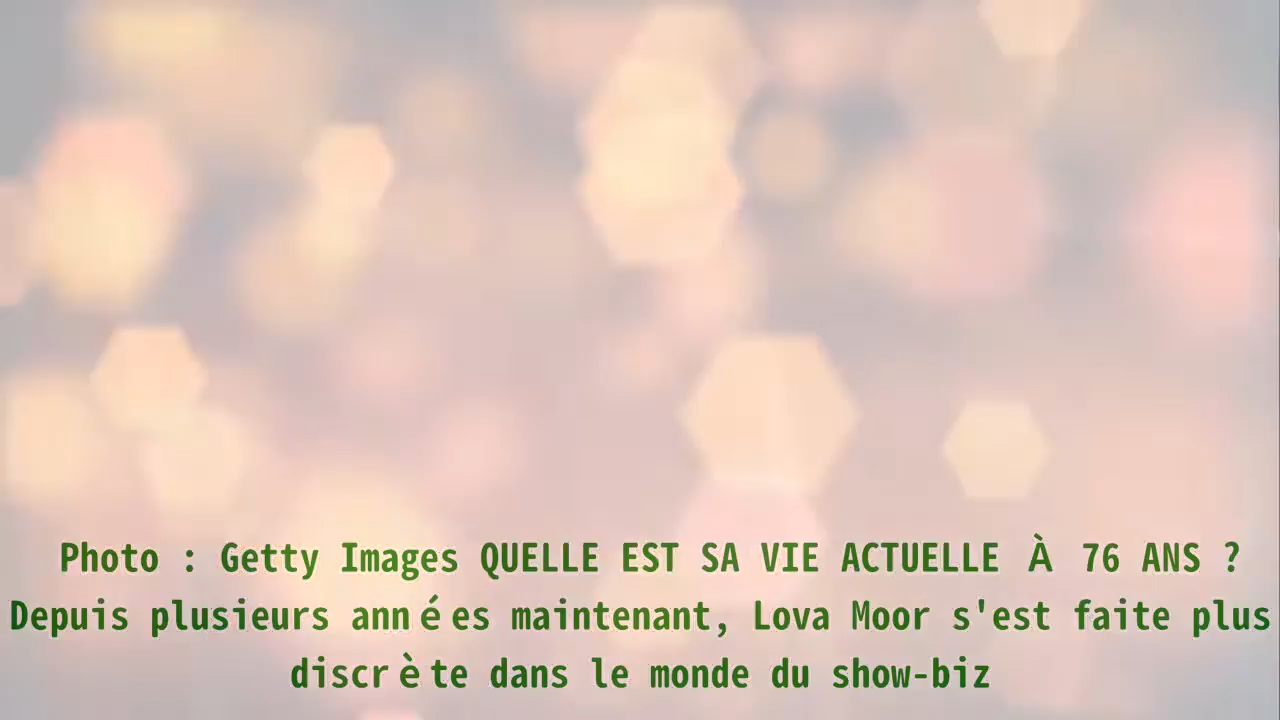 Photo : Getty Images QUELLE EST SA VIE ACTUELLE À 76 ANS ?
Depuis plusieurs années maintenant, Lova Moor s'est faite plus
discrète dans le monde du show-biz